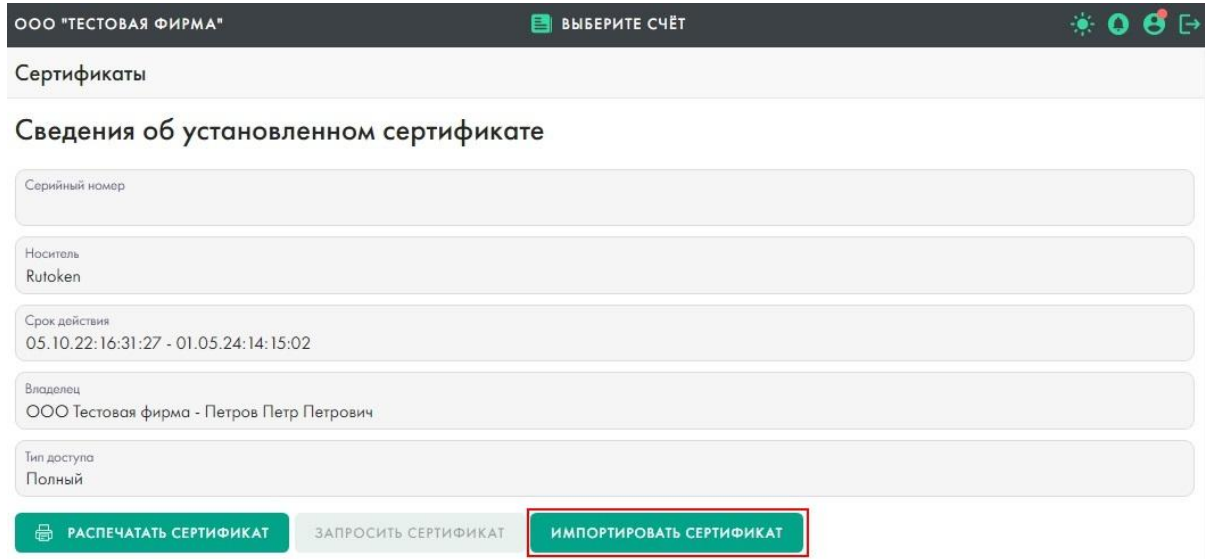 ООО "ТЕСТОВАЯ ФИРМА"
ВЫБЕРИТЕ СЧЁТ
Сертификаты
Сведения об установленном сертификате
Серийный номер
Носитель
Rutoken
Срок действия
05.10.22:16:31:27 - 01.05.24:14:15:02
Владелец
ООО Тестовая фирма - Петров Петр Петрович
Тип доступа
Полный
РАСПЕЧАТАТЬ СЕРТИФИКАТ
ЗАПРОСИТЬ СЕРТИФИКАТ
ИМПОРТИРОВАТЬ СЕРТИФИКАТ